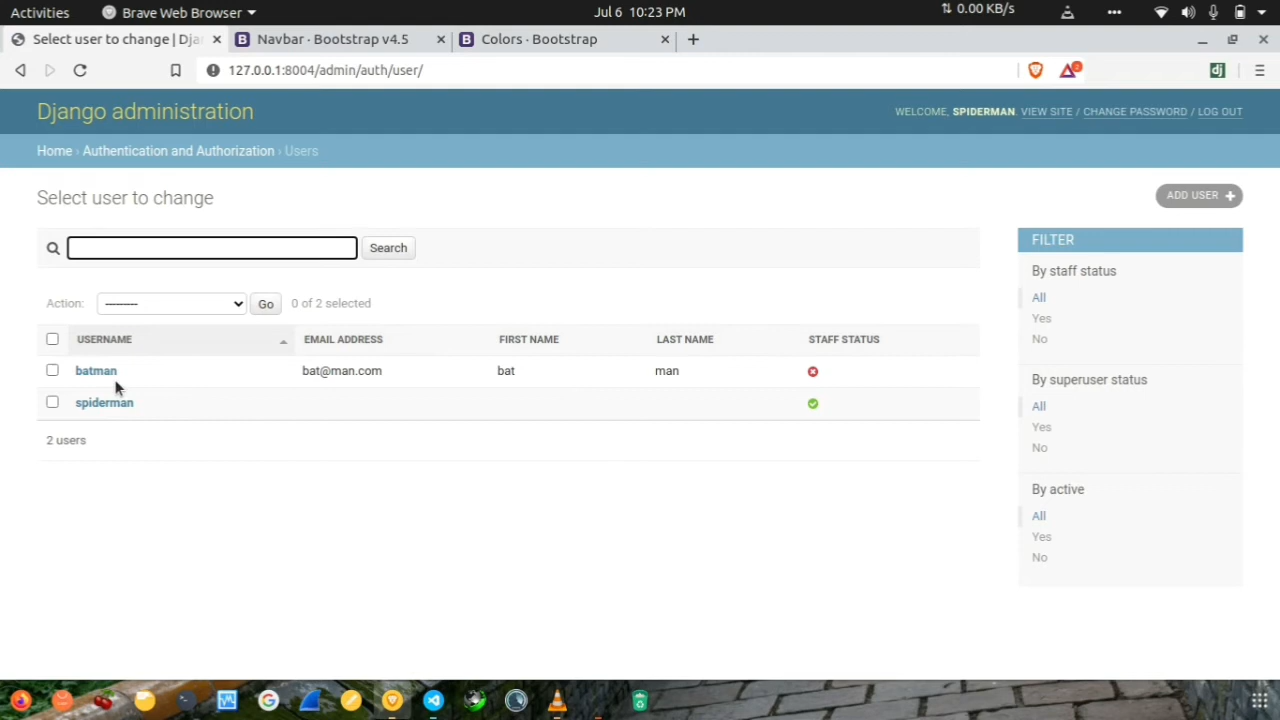 Activities Brave Web Browser Jul 6 10:23 PM 0.00 KB/s
Select user to change | Dja Navbar · Bootstrap v4.5 Colors · Bootstrap
127.0.0.1:8004/admin/auth/user/ 2 dj
Django administration WELCOME, SPIDERMAN. VIEW SITE / CHANGE PASSWORD / LOG OUT
Home › Authentication and Authorization › Users
Select user to change ADD USER +
Search
Action: --------- Go 0 of 2 selected
USERNAME EMAIL ADDRESS FIRST NAME LAST NAME STAFF STATUS
batman bat@man.com bat man
spiderman
2 users
FILTER
By staff status
All
Yes
No
By superuser status
All
Yes
No
By active
All
Yes
No